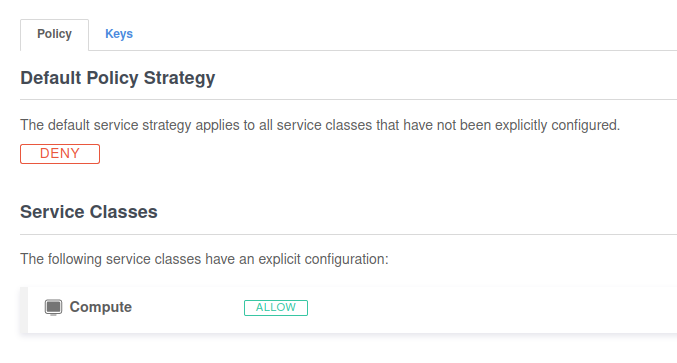 Policy Keys
Default Policy Strategy
The default service strategy applies to all service classes that have not been explicitly configured.
DENY
Service Classes
The following service classes have an explicit configuration:
Compute ALLOW